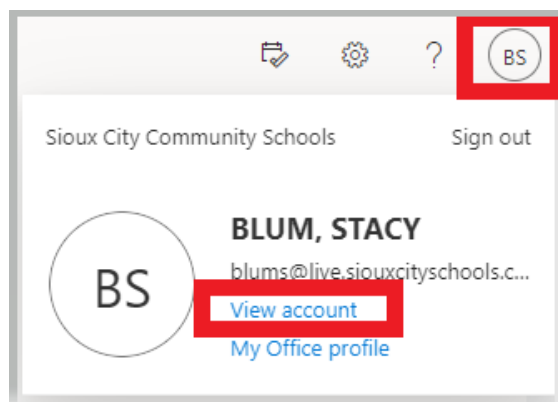 ? BS
Sioux City Community Schools Sign out
BS
BLUM, STACY
blums@live.siouxcityschools.c...
View account
My Office profile